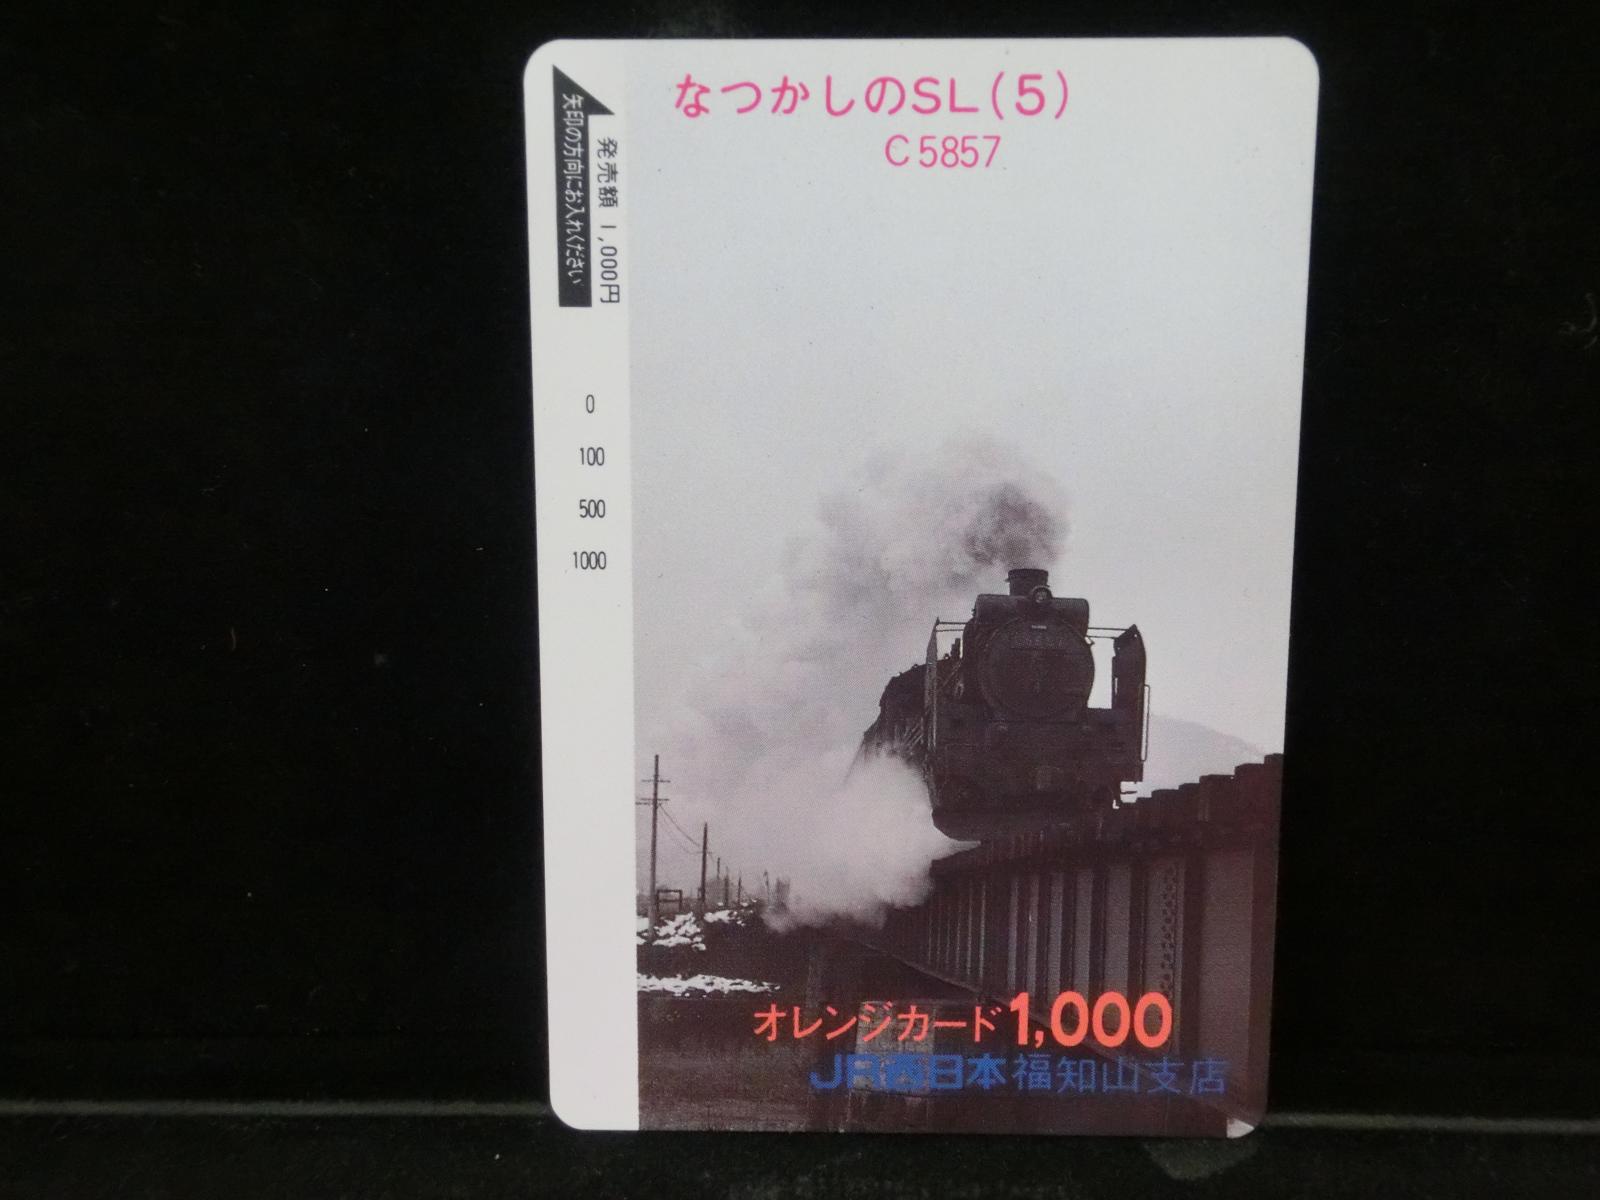 なつかしのSL(5)
C5857
矢印の方向にお入れください
発売額 1,000円
0
100
500
1000
オレンジカード1,000
JR西日本福知山支店